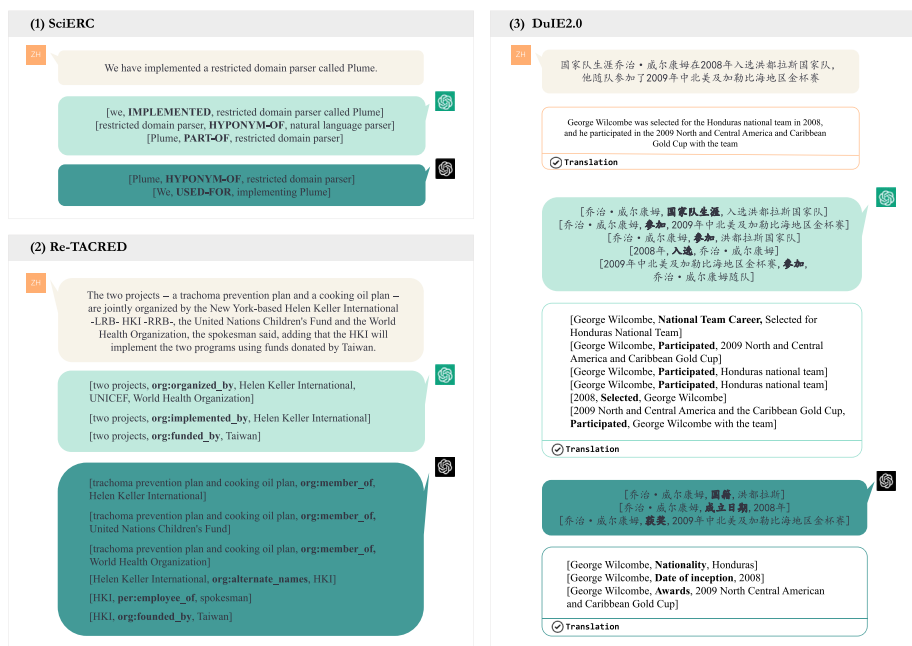 (1) SciERC
ZH
We have implemented a restricted domain parser called Plume.
[we, IMPLEMENTED, restricted domain parser called Plume]
[restricted domain parser, HYPONYM-OF, natural language parser]
[Plume, PART-OF, restricted domain parser]
[Plume, HYPONYM-OF, restricted domain parser]
[We, USED-FOR, implementing Plume]
(2) Re-TACRED
ZH
The two projects – a trachoma prevention plan and a cooking oil plan –
are jointly organized by the New York-based Helen Keller International
-LRB- HKI -RRB-, the United Nations Children's Fund and the World
Health Organization, the spokesman said, adding that the HKI will
implement the two programs using funds donated by Taiwan.
[two projects, org:organized_by, Helen Keller International,
UNICEF, World Health Organization]
[two projects, org:implemented_by, Helen Keller International]
[two projects, org:funded_by, Taiwan]
[trachoma prevention plan and cooking oil plan, org:member_of,
Helen Keller International]
[trachoma prevention plan and cooking oil plan, org:member_of,
United Nations Children's Fund]
[trachoma prevention plan and cooking oil plan, org:member_of,
World Health Organization]
[Helen Keller International, org:alternate_names, HKI]
[HKI, per:employee_of, spokesman]
[HKI, org:founded_by, Taiwan]
(3) DuIE2.0
ZH
国家队生涯乔治·威尔康姆在2008年入选洪都拉斯国家队,
他随队参加了2009年中北美及加勒比海地区金杯赛
George Wilcombe was selected for the Honduras national team in 2008,
and he participated in the 2009 North and Central America and Caribbean
Gold Cup with the team
Translation
[乔治·威尔康姆, 国家队生涯, 入选洪都拉斯国家队]
[乔治·威尔康姆, 参加, 2009年中北美及加勒比海地区金杯赛]
[乔治·威尔康姆, 参加, 洪都拉斯国家队]
[2008年, 入选, 乔治·威尔康姆]
[2009年中北美及加勒比海地区金杯赛, 参加,
乔治·威尔康姆随队]
[George Wilcombe, National Team Career, Selected for
Honduras National Team]
[George Wilcombe, Participated, 2009 North and Central
America and Caribbean Gold Cup]
[George Wilcombe, Participated, Honduras national team]
[George Wilcombe, Participated, Honduras national team]
[2008, Selected, George Wilcombe]
[2009 North and Central America and the Caribbean Gold Cup,
Participated, George Wilcombe with the team]
Translation
[乔治·威尔康姆, 国籍, 洪都拉斯]
[乔治·威尔康姆, 成立日期, 2008年]
[乔治·威尔康姆, 获奖, 2009年中北美及加勒比海地区金杯赛]
[George Wilcombe, Nationality, Honduras]
[George Wilcombe, Date of inception, 2008]
[George Wilcombe, Awards, 2009 North Central American
and Caribbean Gold Cup]
Translation